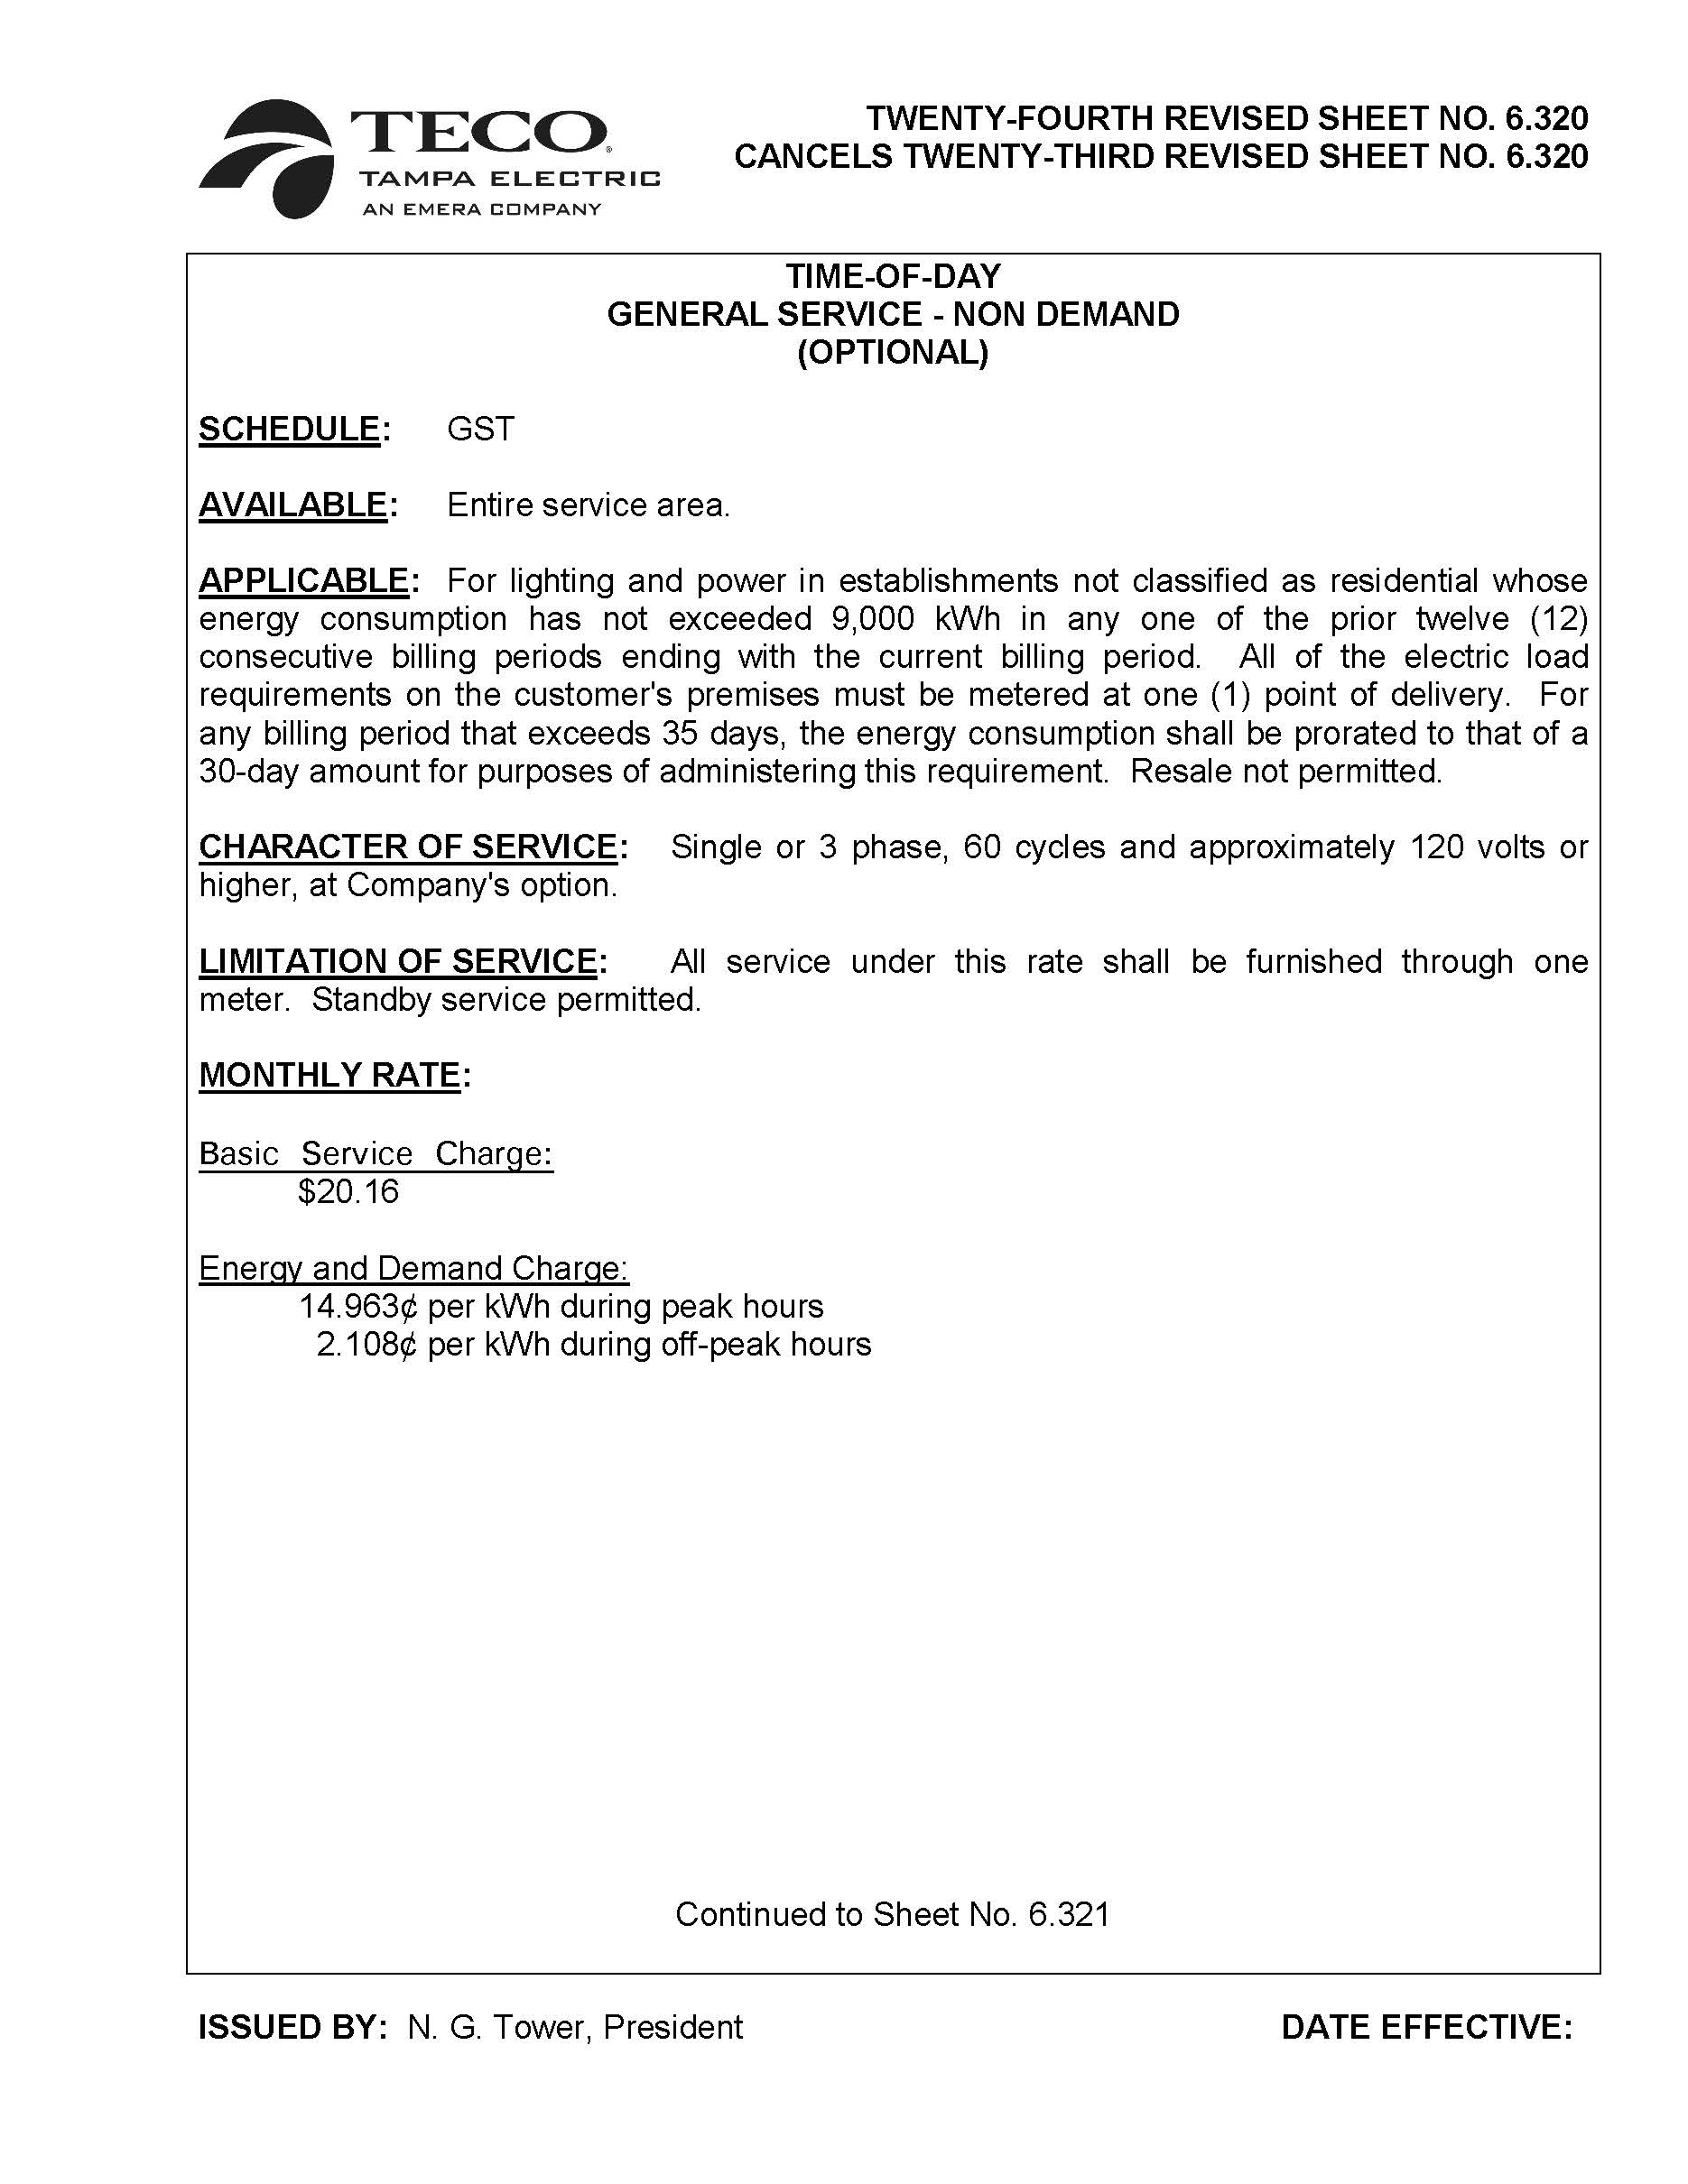 TECO®
TAMPA ELECTRIC
AN EMERA COMPANY
TWENTY-FOURTH REVISED SHEET NO. 6.320
CANCELS TWENTY-THIRD REVISED SHEET NO. 6.320
TIME-OF-DAY
GENERAL SERVICE - NON DEMAND
(OPTIONAL)
SCHEDULE: GST
AVAILABLE: Entire service area.
APPLICABLE: For lighting and power in establishments not classified as residential whose
energy consumption has not exceeded 9,000 kWh in any one of the prior twelve (12)
consecutive billing periods ending with the current billing period. All of the electric load
requirements on the customer's premises must be metered at one (1) point of delivery. For
any billing period that exceeds 35 days, the energy consumption shall be prorated to that of a
30-day amount for purposes of administering this requirement. Resale not permitted.
CHARACTER OF SERVICE: Single or 3 phase, 60 cycles and approximately 120 volts or
higher, at Company's option.
LIMITATION OF SERVICE: All service under this rate shall be furnished through one
meter. Standby service permitted.
MONTHLY RATE:
Basic Service Charge:
$20.16
Energy and Demand Charge:
14.963¢ per kWh during peak hours
2.108¢ per kWh during off-peak hours
Continued to Sheet No. 6.321
ISSUED BY: N. G. Tower, President
DATE EFFECTIVE: